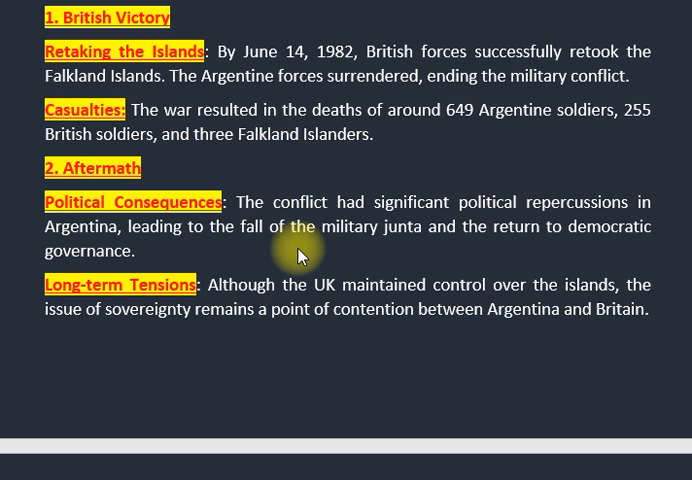 1. British Victory
Retaking the Islands: By June 14, 1982, British forces successfully retook the
Falkland Islands. The Argentine forces surrendered, ending the military conflict.
Casualties: The war resulted in the deaths of around 649 Argentine soldiers, 255
British soldiers, and three Falkland Islanders.
2. Aftermath
Political Consequences: The conflict had significant political repercussions in
Argentina, leading to the fall of the military junta and the return to democratic
governance.
Long-term Tensions: Although the UK maintained control over the islands, the
issue of sovereignty remains a point of contention between Argentina and Britain.